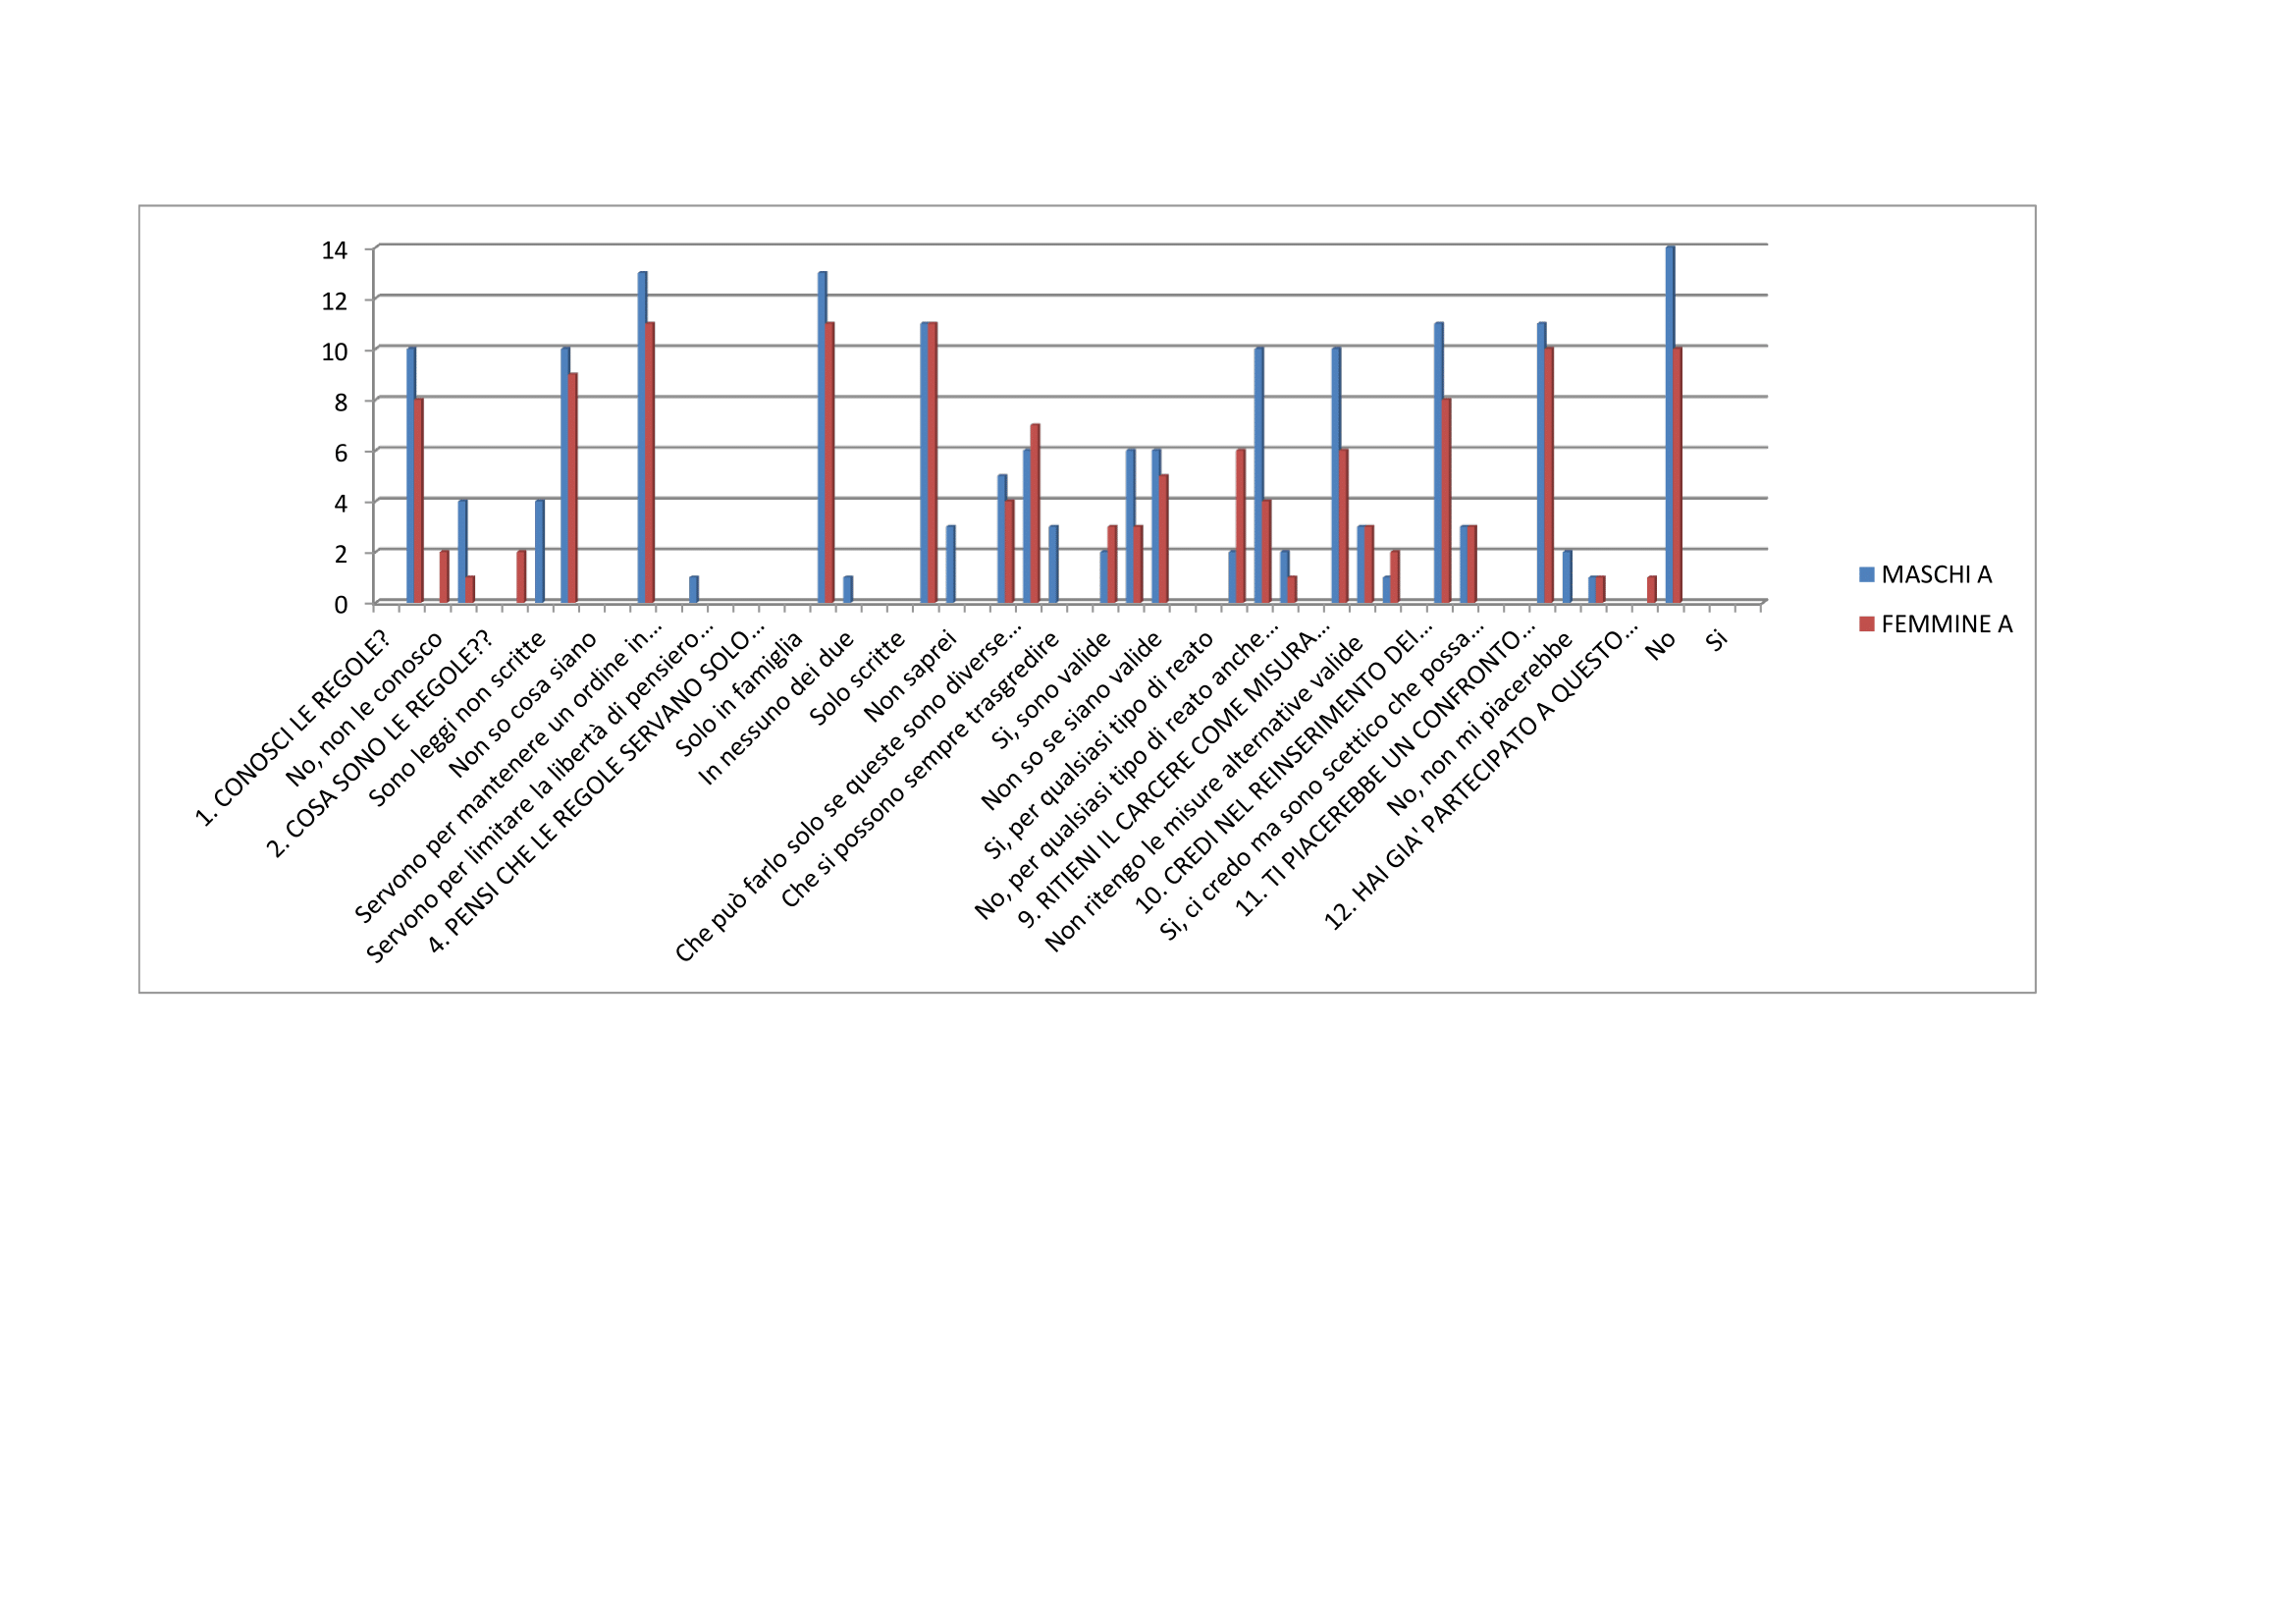 14
12
10
8
6
4
2
0
1. CONOSCI LE REGOLE?
No, non le conosco
2. COSA SONO LE REGOLE??
Sono leggi non scritte
Non so cosa siano
Servono per mantenere un ordine in...
Servono per limitare la libertà di pensiero...
4. PENSI CHE LE REGOLE SERVANO SOLO...
Solo in famiglia
In nessuno dei due
Solo scritte
Non saprei
Che può farlo solo se queste sono diverse...
Che si possono sempre trasgredire
Si, sono valide
Non so se siano valide
Si, per qualsiasi tipo di reato
No, per qualsiasi tipo di reato anche...
9. RITIENI IL CARCERE COME MISURA...
Non ritengo le misure alternative valide
10. CREDI NEL REINSERIMENTO DEI...
Si, ci credo ma sono scettico che possa...
11. TI PIACEREBBE UN CONFRONTO...
No, non mi piacerebbe
12. HAI GIA' PARTECIPATO A QUESTO...
No
Si
MASCHI A
FEMMINE A